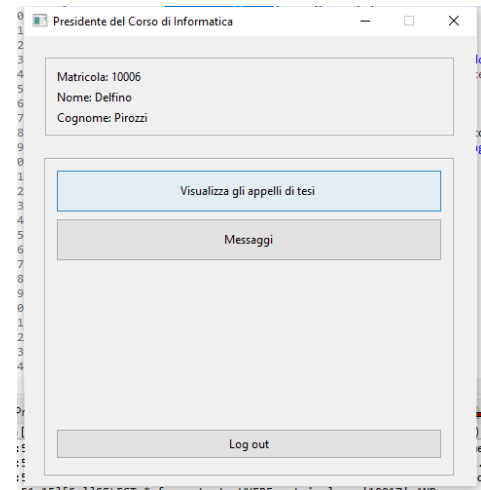 Presidente del Corso di Informatica
Matricola: 10006
Nome: Delfino
Cognome: Pirozzi
Visualizza gli appelli di tesi
Messaggi
Log out